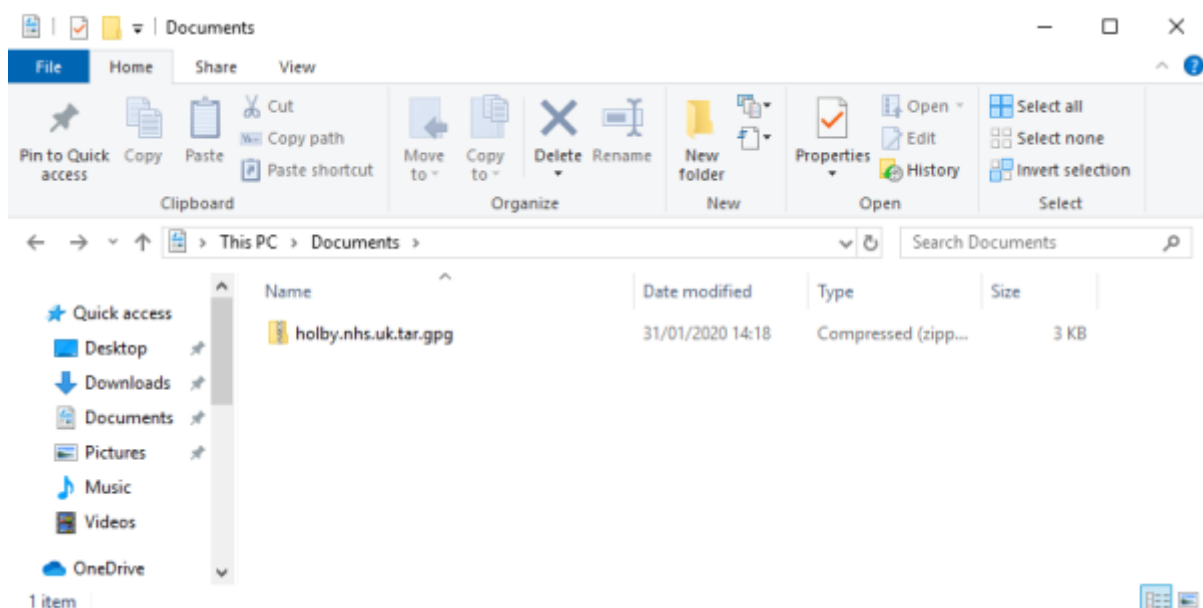 Documents
File Home Share View
Pin to Quick access
Copy
Paste
Cut
Copy path
Paste shortcut
Move to
Copy to
Delete
Rename
New folder
Properties
Open
Edit
History
Select all
Select none
Invert selection
Clipboard Organize New Open Select
This PC > Documents >
Search Documents
Name Date modified Type Size
holby.nhs.uk.tar.gpg 31/01/2020 14:18 Compressed (zipp... 3 KB
Quick access
Desktop
Downloads
Documents
Pictures
Music
Videos
OneDrive
1 item